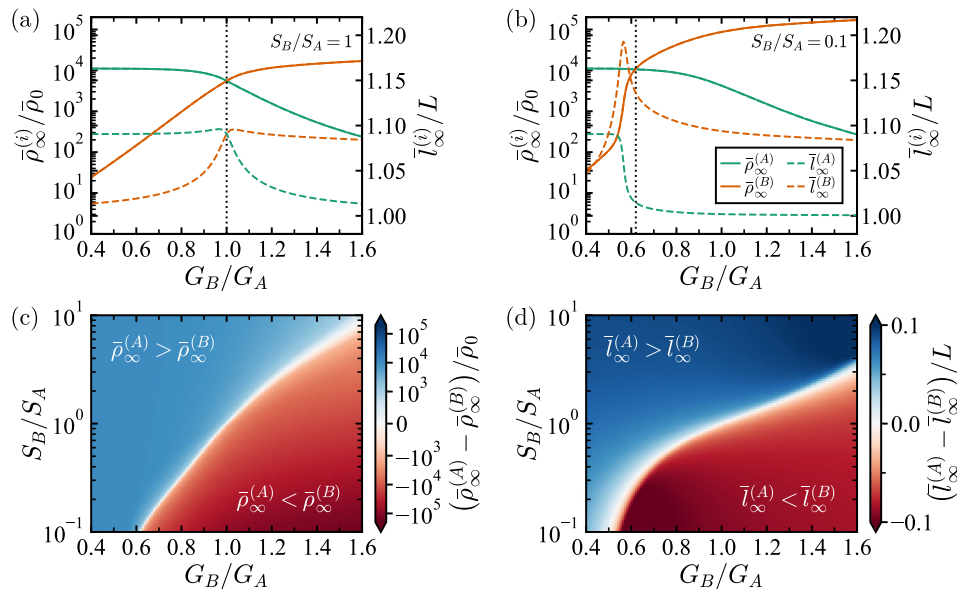 (a)
S_B/S_A = 1
10^5
10^4
10^3
10^2
10^1
10^0
ρ̄_∞^(i)/ρ̄_0
1.20
1.15
1.10
1.05
1.00
l̄_∞^(i)/L
0.4 0.6 0.8 1.0 1.2 1.4 1.6
G_B/G_A
(b)
S_B/S_A = 0.1
10^5
10^4
10^3
10^2
10^1
10^0
ρ̄_∞^(i)/ρ̄_0
1.20
1.15
1.10
1.05
1.00
l̄_∞^(i)/L
ρ̄_∞^(A) l̄_∞^(A)
ρ̄_∞^(B) l̄_∞^(B)
0.4 0.6 0.8 1.0 1.2 1.4 1.6
G_B/G_A
(c)
10^1
10^0
10^-1
S_B/S_A
ρ̄_∞^(A) > ρ̄_∞^(B)
ρ̄_∞^(A) < ρ̄_∞^(B)
0.4 0.6 0.8 1.0 1.2 1.4 1.6
G_B/G_A
10^5
10^4
10^3
0
−10^3
−10^4
−10^5
(ρ̄_∞^(A) − ρ̄_∞^(B))/ρ̄_0
(d)
10^1
10^0
10^-1
S_B/S_A
l̄_∞^(A) > l̄_∞^(B)
l̄_∞^(A) < l̄_∞^(B)
0.4 0.6 0.8 1.0 1.2 1.4 1.6
G_B/G_A
0.1
0.0
−0.1
(l̄_∞^(A) − l̄_∞^(B))/L